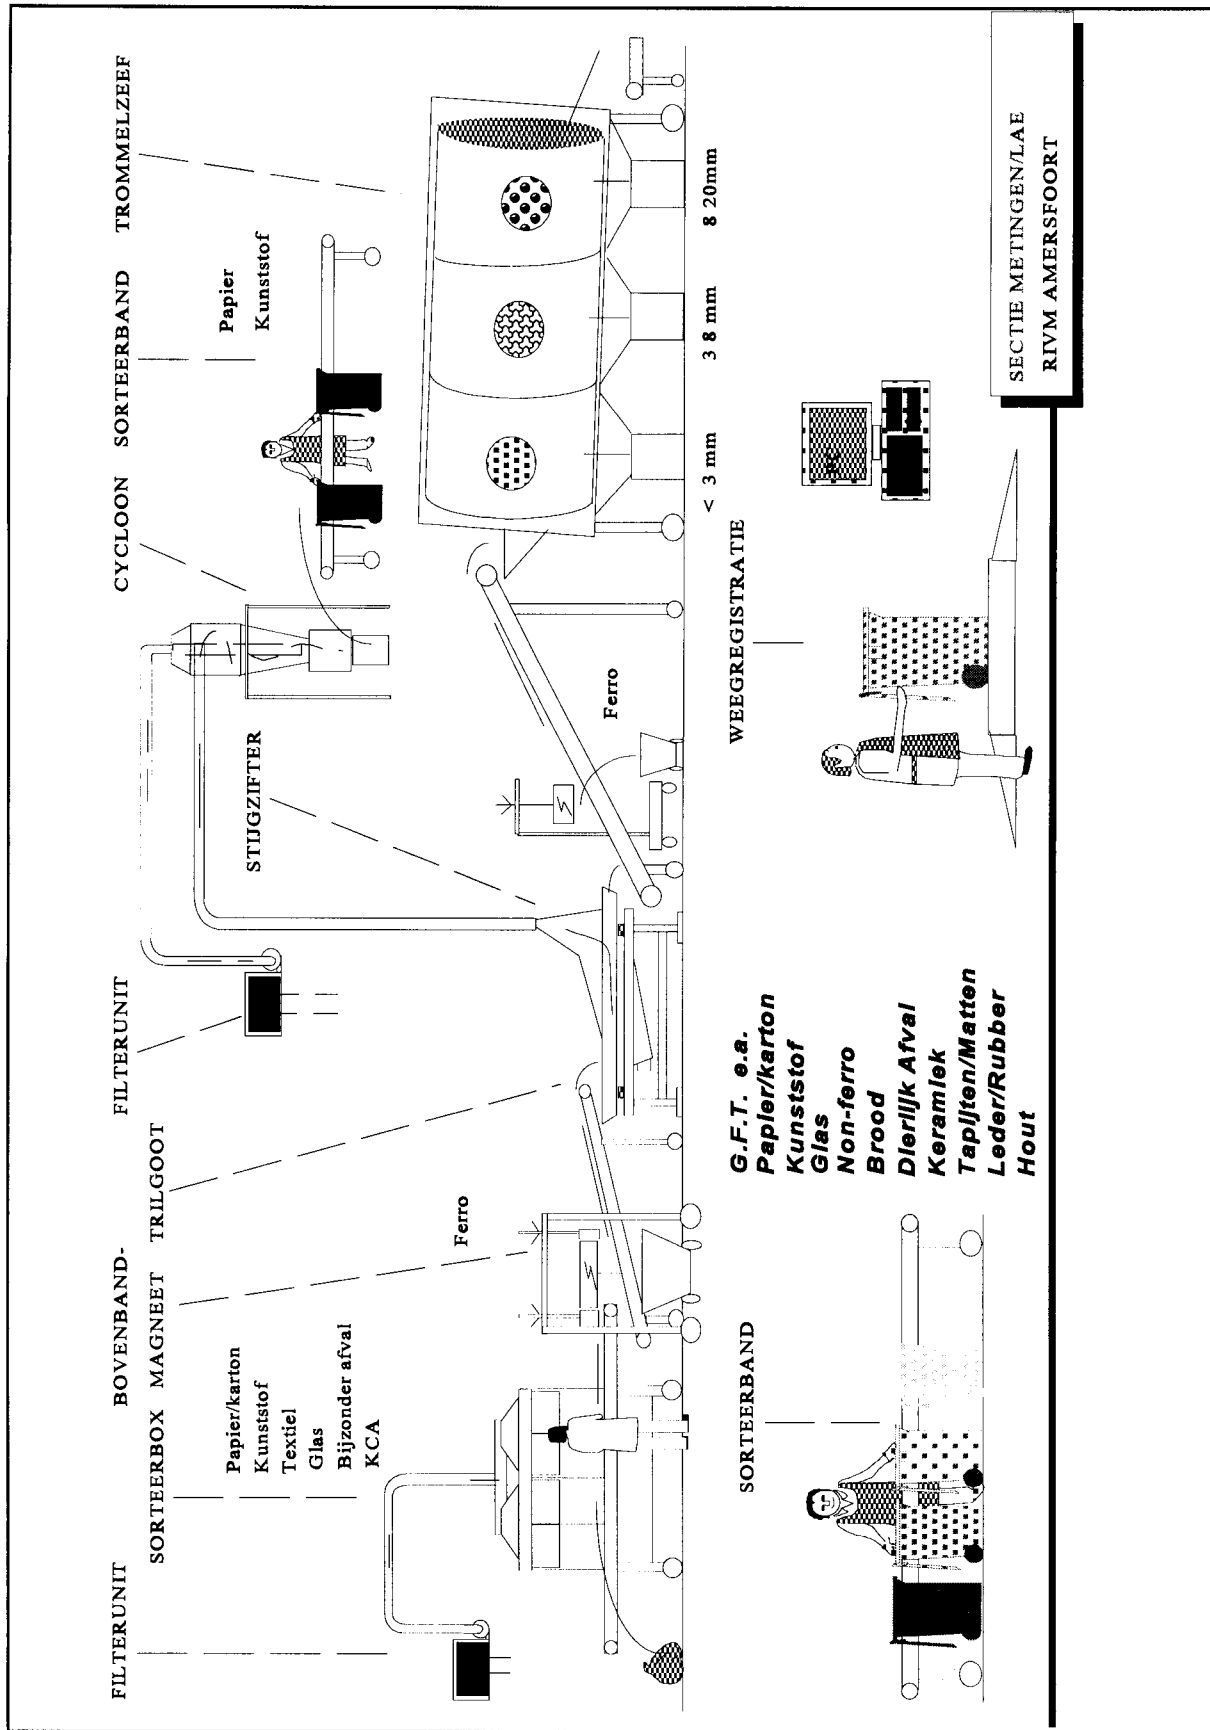 FILTERUNIT
BOVENBAND-
SORTEERBOX MAGNEET TRILGOOT
FILTERUNIT
STIJGZIFTER
CYCLOON SORTEERBAND TROMMELZEEF
Papier/karton
Kunststof
Textiel
Glas
Bijzonder afval
KCA
Ferro
Ferro
Papier
Kunststof
< 3 mm
3 8 mm
8 20mm
SORTEERBAND
G.F.T. e.a.
Papier/karton
Kunststof
Glas
Non-ferro
Brood
Dierlijk Afval
Keramiek
Tapijten/Matten
Leder/Rubber
Hout
WEEGREGISTRATIE
PC
SECTIE METINGEN/LAE
RIVM AMERSFOORT